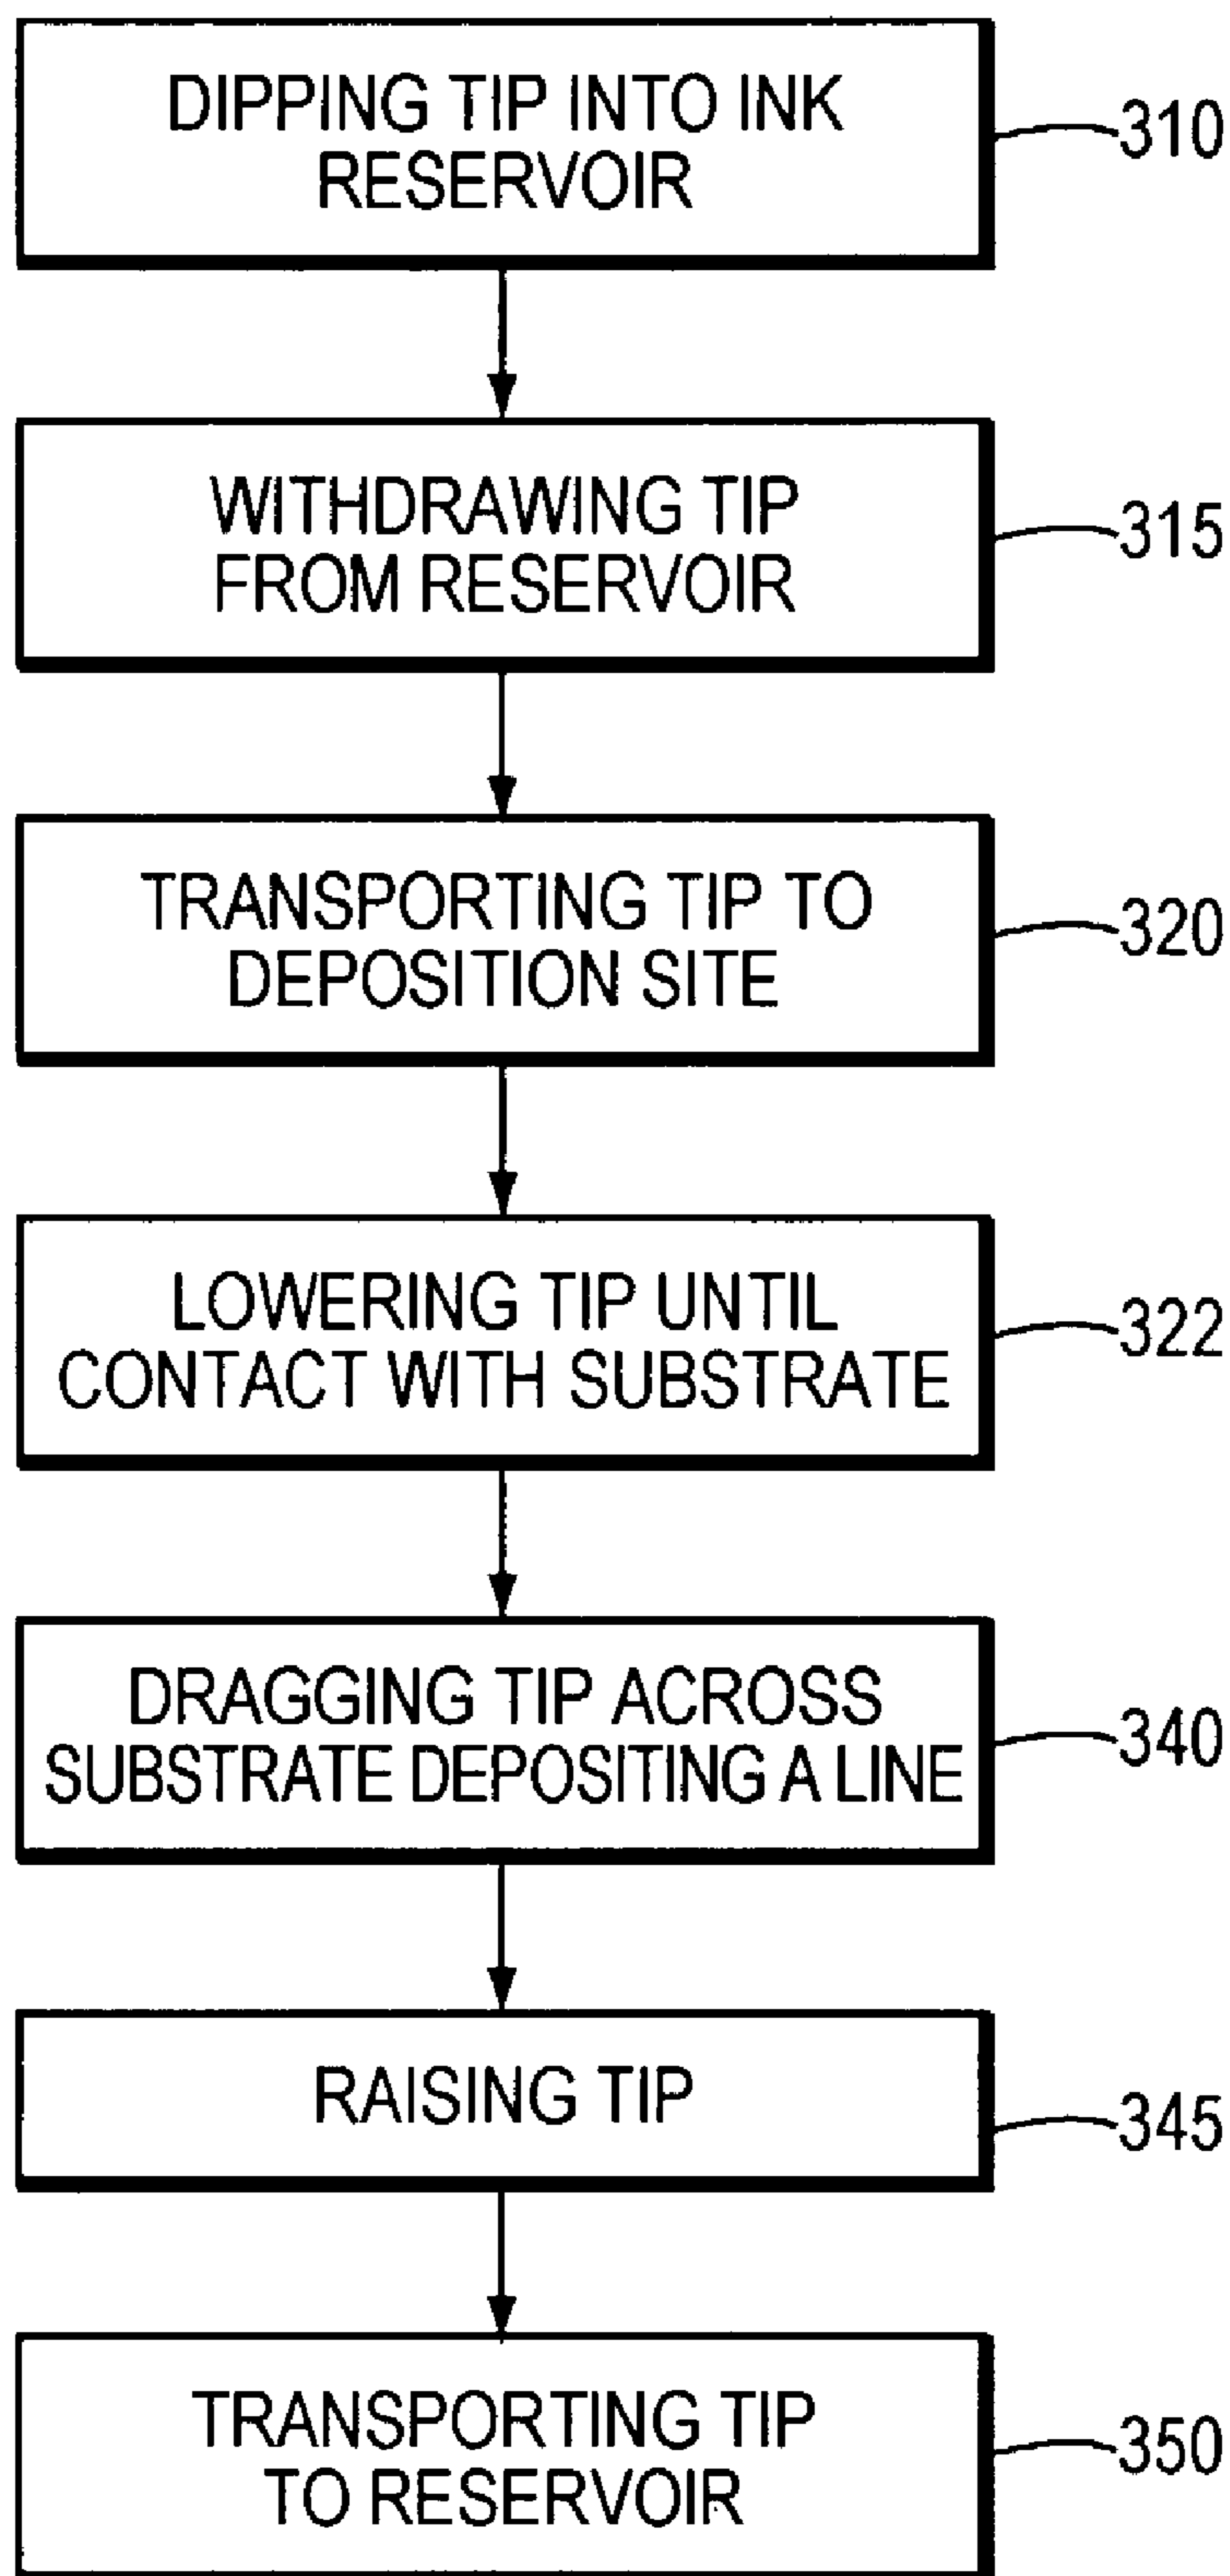 DIPPING TIP INTO INK
RESERVOIR
310
WITHDRAWING TIP
FROM RESERVOIR
315
TRANSPORTING TIP TO
DEPOSITION SITE
320
LOWERING TIP UNTIL
CONTACT WITH SUBSTRATE
322
DRAGGING TIP ACROSS
SUBSTRATE DEPOSITING A LINE
340
RAISING TIP
345
TRANSPORTING TIP
TO RESERVOIR
350